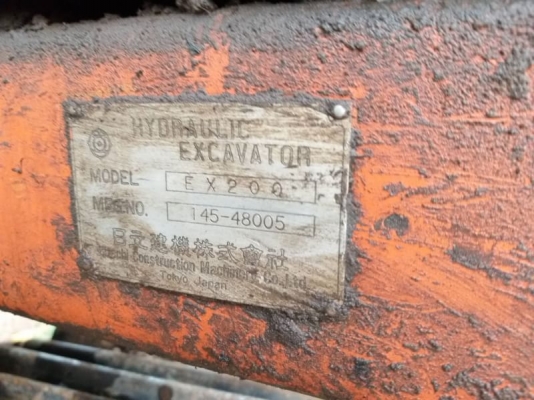 HYDRAULIC
EXCAVATOR
MODEL EX200
MFG.NO. 145-48005
日立建機株式会社
Hitachi Construction Machinery Co.,Ltd.
Tokyo Japan